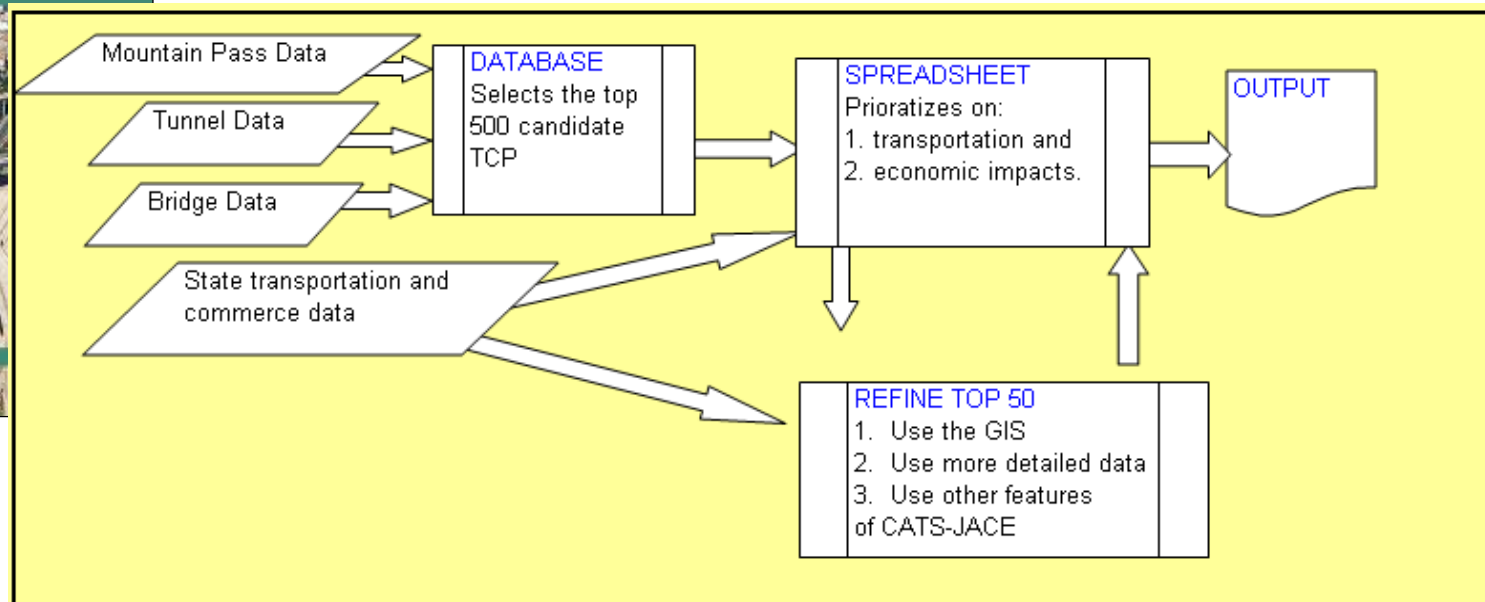 Mountain Pass Data
Tunnel Data
Bridge Data
State transportation and
commerce data
DATABASE
Selects the top
500 candidate
TCP
SPREADSHEET
Prioratizes on:
1. transportation and
2. economic impacts.
OUTPUT
REFINE TOP 50
1. Use the GIS
2. Use more detailed data
3. Use other features
of CATS-JACE